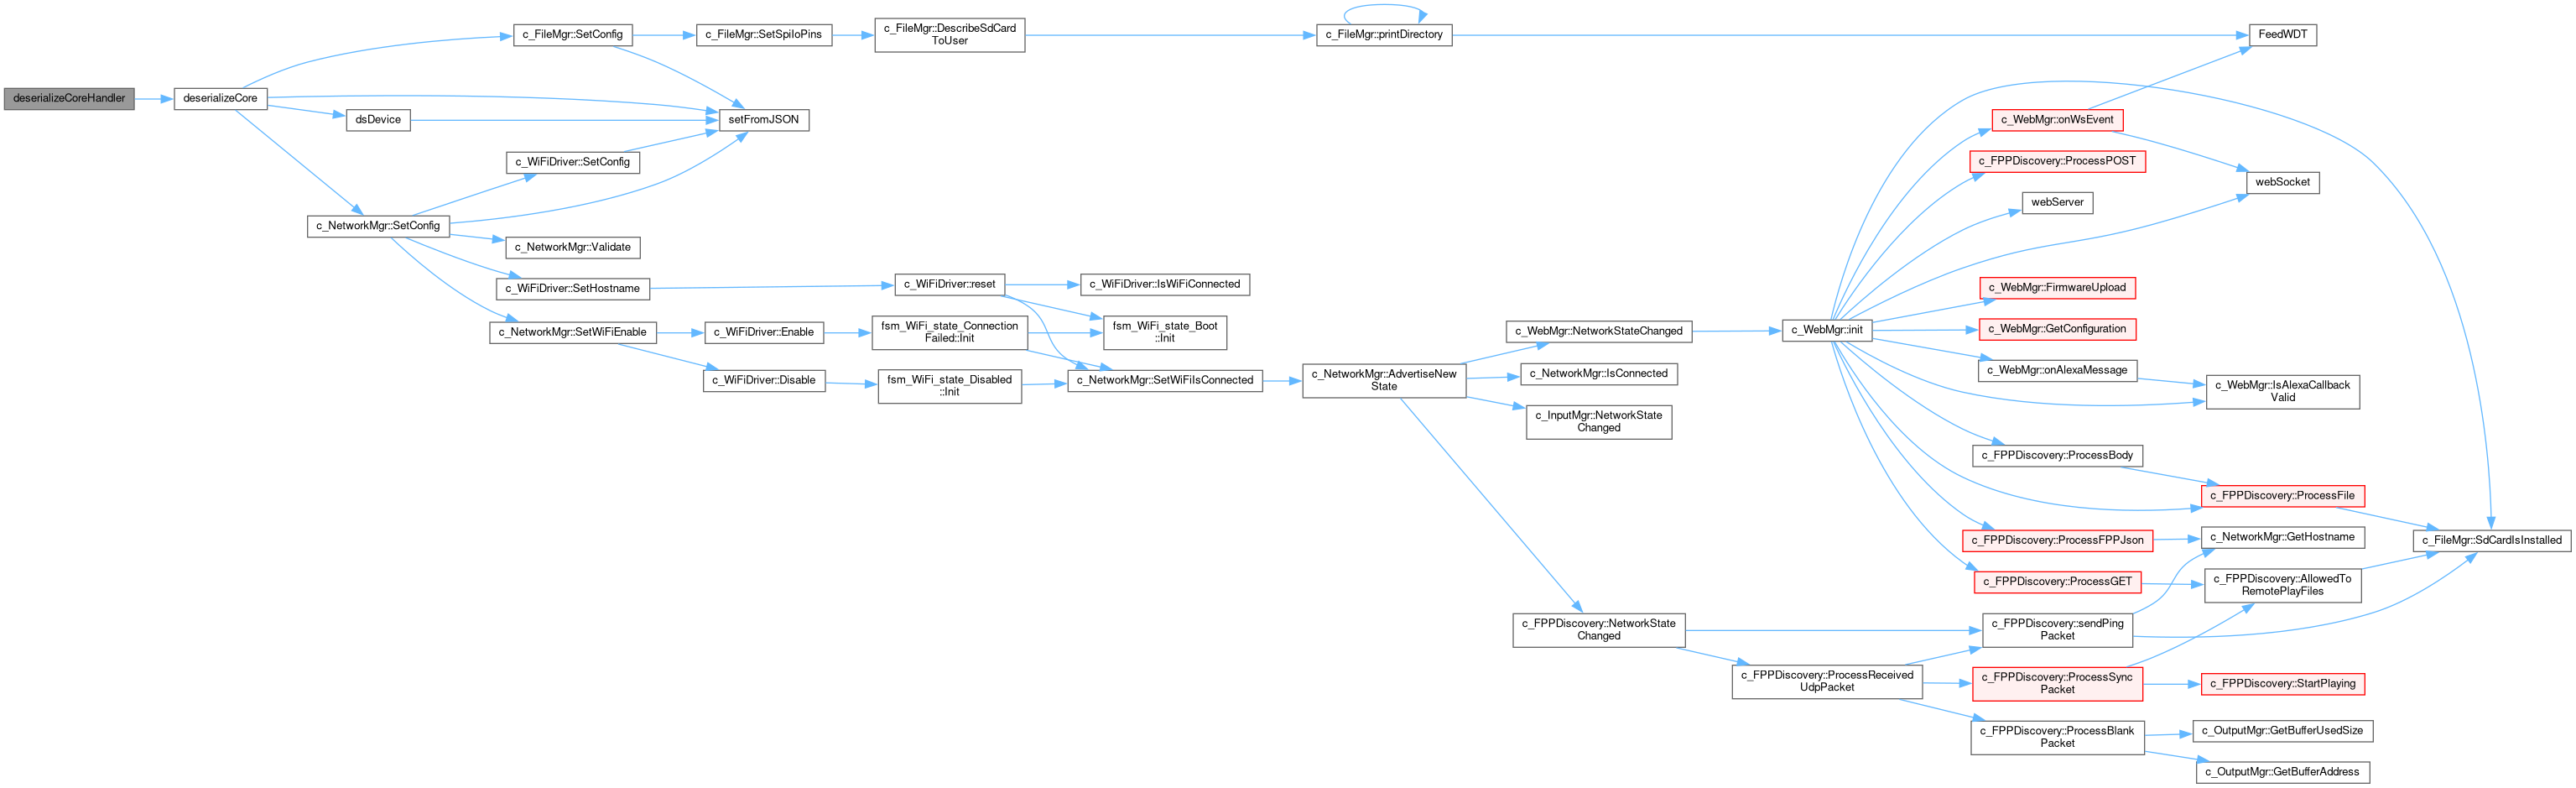 deserializeCoreHandler
deserializeCore
c_FileMgr::SetConfig
dsDevice
c_NetworkMgr::SetConfig
c_FileMgr::SetSpiIoPins
c_FileMgr::DescribeSdCard
ToUser
c_FileMgr::printDirectory
FeedWDT
setFromJSON
c_WiFiDriver::SetConfig
c_NetworkMgr::Validate
c_WiFiDriver::SetHostname
c_NetworkMgr::SetWiFiEnable
c_WiFiDriver::reset
c_WiFiDriver::IsWiFiConnected
c_WiFiDriver::Enable
fsm_WiFi_state_Connection
Failed::Init
fsm_WiFi_state_Boot
::Init
c_WiFiDriver::Disable
fsm_WiFi_state_Disabled
::Init
c_NetworkMgr::SetWiFiIsConnected
c_NetworkMgr::AdvertiseNew
State
c_WebMgr::NetworkStateChanged
c_NetworkMgr::IsConnected
c_InputMgr::NetworkState
Changed
c_FPPDiscovery::NetworkState
Changed
c_WebMgr::init
c_WebMgr::onWsEvent
c_FPPDiscovery::ProcessPOST
webSocket
webServer
c_WebMgr::FirmwareUpload
c_WebMgr::GetConfiguration
c_WebMgr::onAlexaMessage
c_WebMgr::IsAlexaCallback
Valid
c_FPPDiscovery::ProcessBody
c_FPPDiscovery::ProcessFile
c_FPPDiscovery::ProcessFPPJson
c_NetworkMgr::GetHostname
c_FileMgr::SdCardIsInstalled
c_FPPDiscovery::ProcessGET
c_FPPDiscovery::AllowedTo
RemotePlayFiles
c_FPPDiscovery::sendPing
Packet
c_FPPDiscovery::ProcessReceived
UdpPacket
c_FPPDiscovery::ProcessSync
Packet
c_FPPDiscovery::StartPlaying
c_FPPDiscovery::ProcessBlank
Packet
c_OutputMgr::GetBufferUsedSize
c_OutputMgr::GetBufferAddress